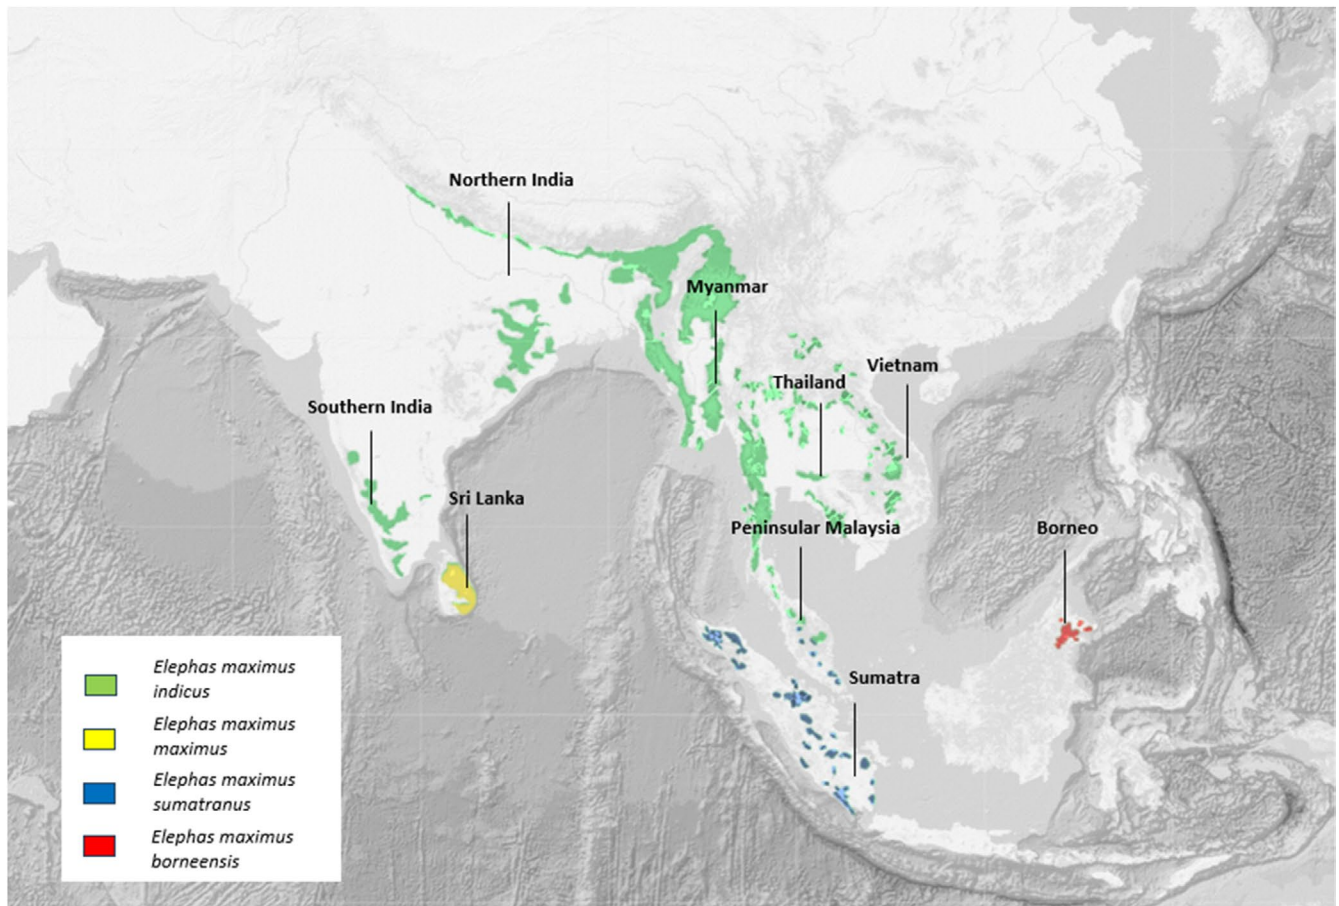 Northern India
Myanmar
Vietnam
Thailand
Southern India
Sri Lanka
Peninsular Malaysia
Borneo
Sumatra
Elephas maximus
indicus
Elephas maximus
maximus
Elephas maximus
sumatranus
Elephas maximus
borneensis